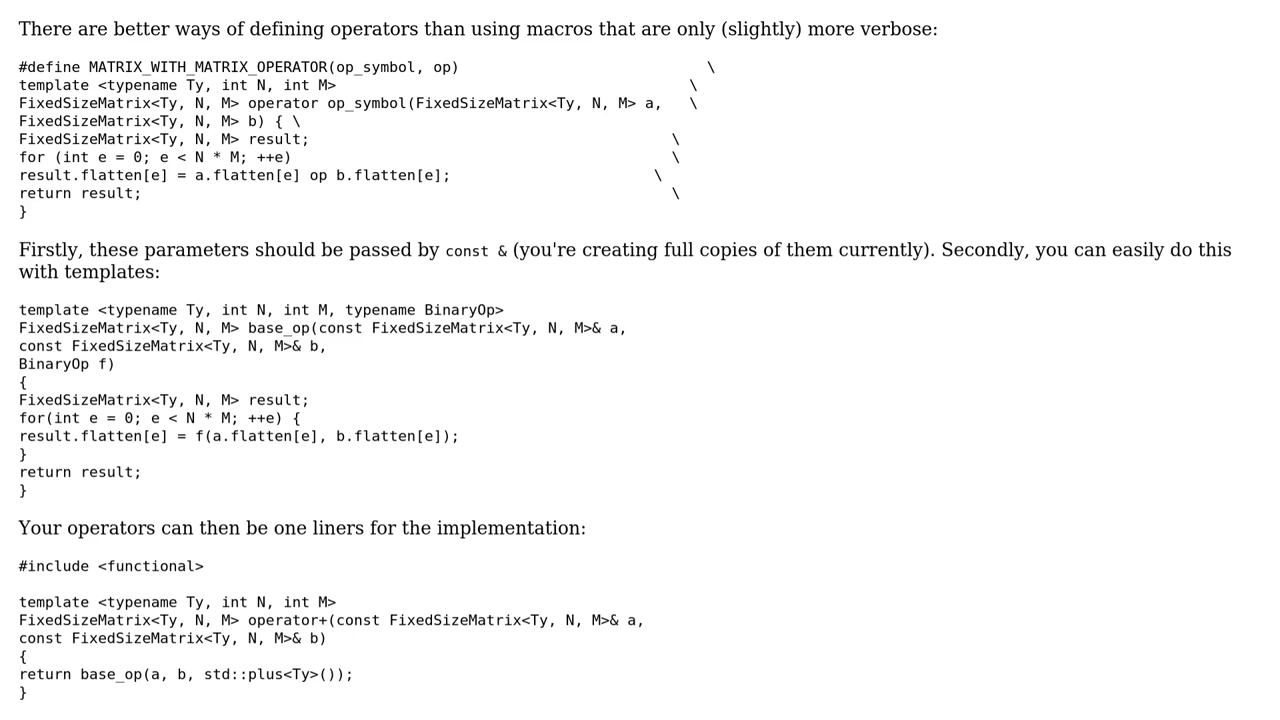 There are better ways of defining operators than using macros that are only (slightly) more verbose:
#define MATRIX_WITH_MATRIX_OPERATOR(op_symbol, op)                            \
template <typename Ty, int N, int M>                                        \
FixedSizeMatrix<Ty, N, M> operator op_symbol(FixedSizeMatrix<Ty, N, M> a,   \
FixedSizeMatrix<Ty, N, M> b) { \
FixedSizeMatrix<Ty, N, M> result;                                         \
for (int e = 0; e < N * M; ++e)                                           \
result.flatten[e] = a.flatten[e] op b.flatten[e];                       \
return result;                                                            \
}
Firstly, these parameters should be passed by const & (you're creating full copies of them currently). Secondly, you can easily do this
with templates:
template <typename Ty, int N, int M, typename BinaryOp>
FixedSizeMatrix<Ty, N, M> base_op(const FixedSizeMatrix<Ty, N, M>& a,
const FixedSizeMatrix<Ty, N, M>& b,
BinaryOp f)
{
FixedSizeMatrix<Ty, N, M> result;
for(int e = 0; e < N * M; ++e) {
result.flatten[e] = f(a.flatten[e], b.flatten[e]);
}
return result;
}
Your operators can then be one liners for the implementation:
#include <functional>
template <typename Ty, int N, int M>
FixedSizeMatrix<Ty, N, M> operator+(const FixedSizeMatrix<Ty, N, M>& a,
const FixedSizeMatrix<Ty, N, M>& b)
{
return base_op(a, b, std::plus<Ty>());
}